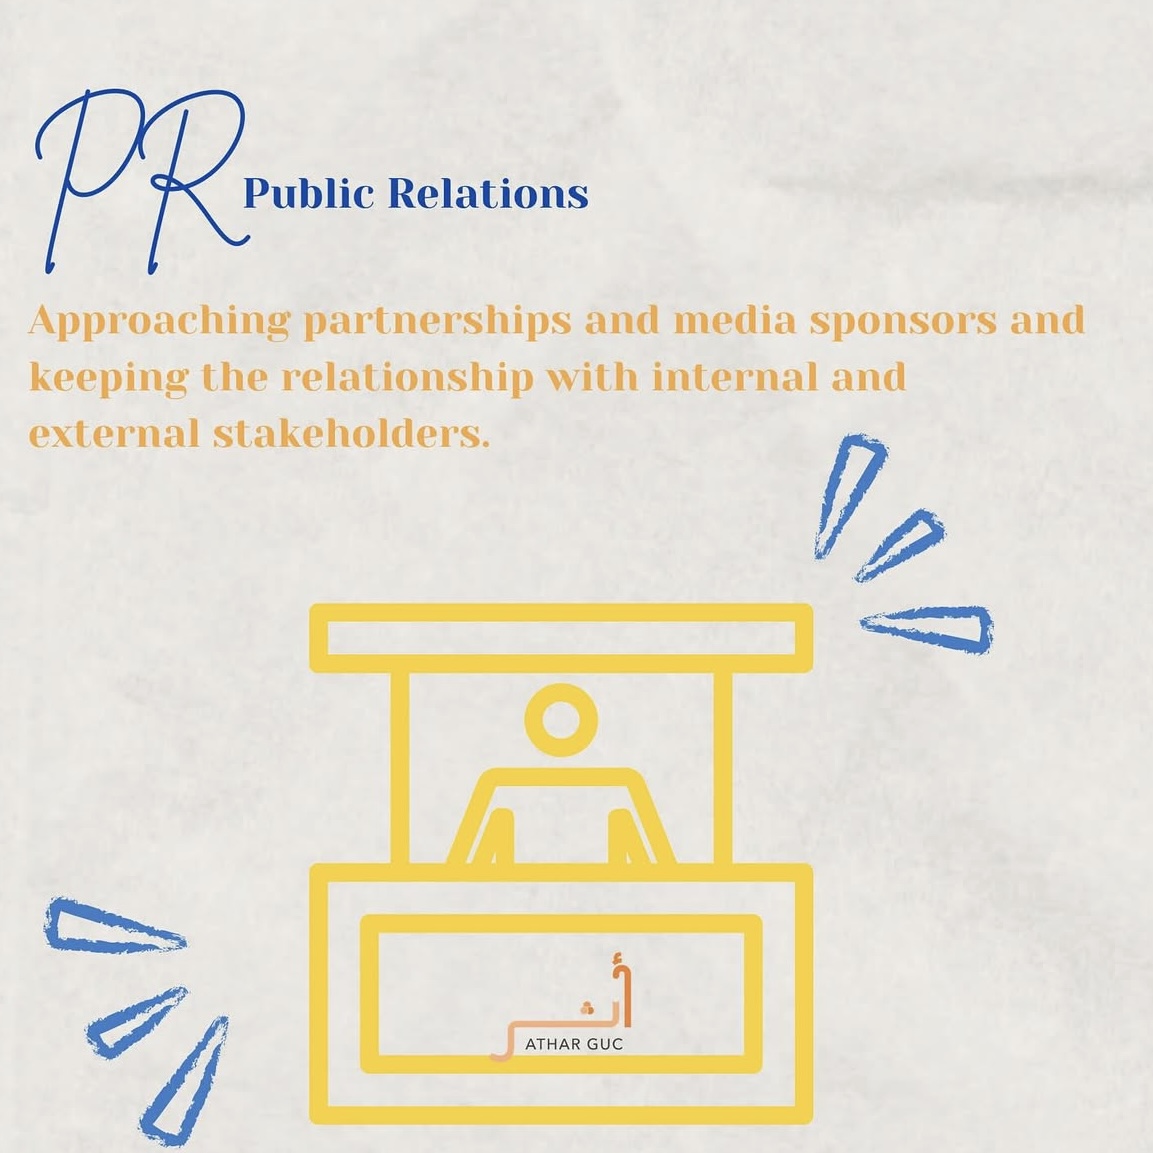 PR Public Relations
Approaching partnerships and media sponsors and
keeping the relationship with internal and
external stakeholders.
أثر
ATHAR GUC